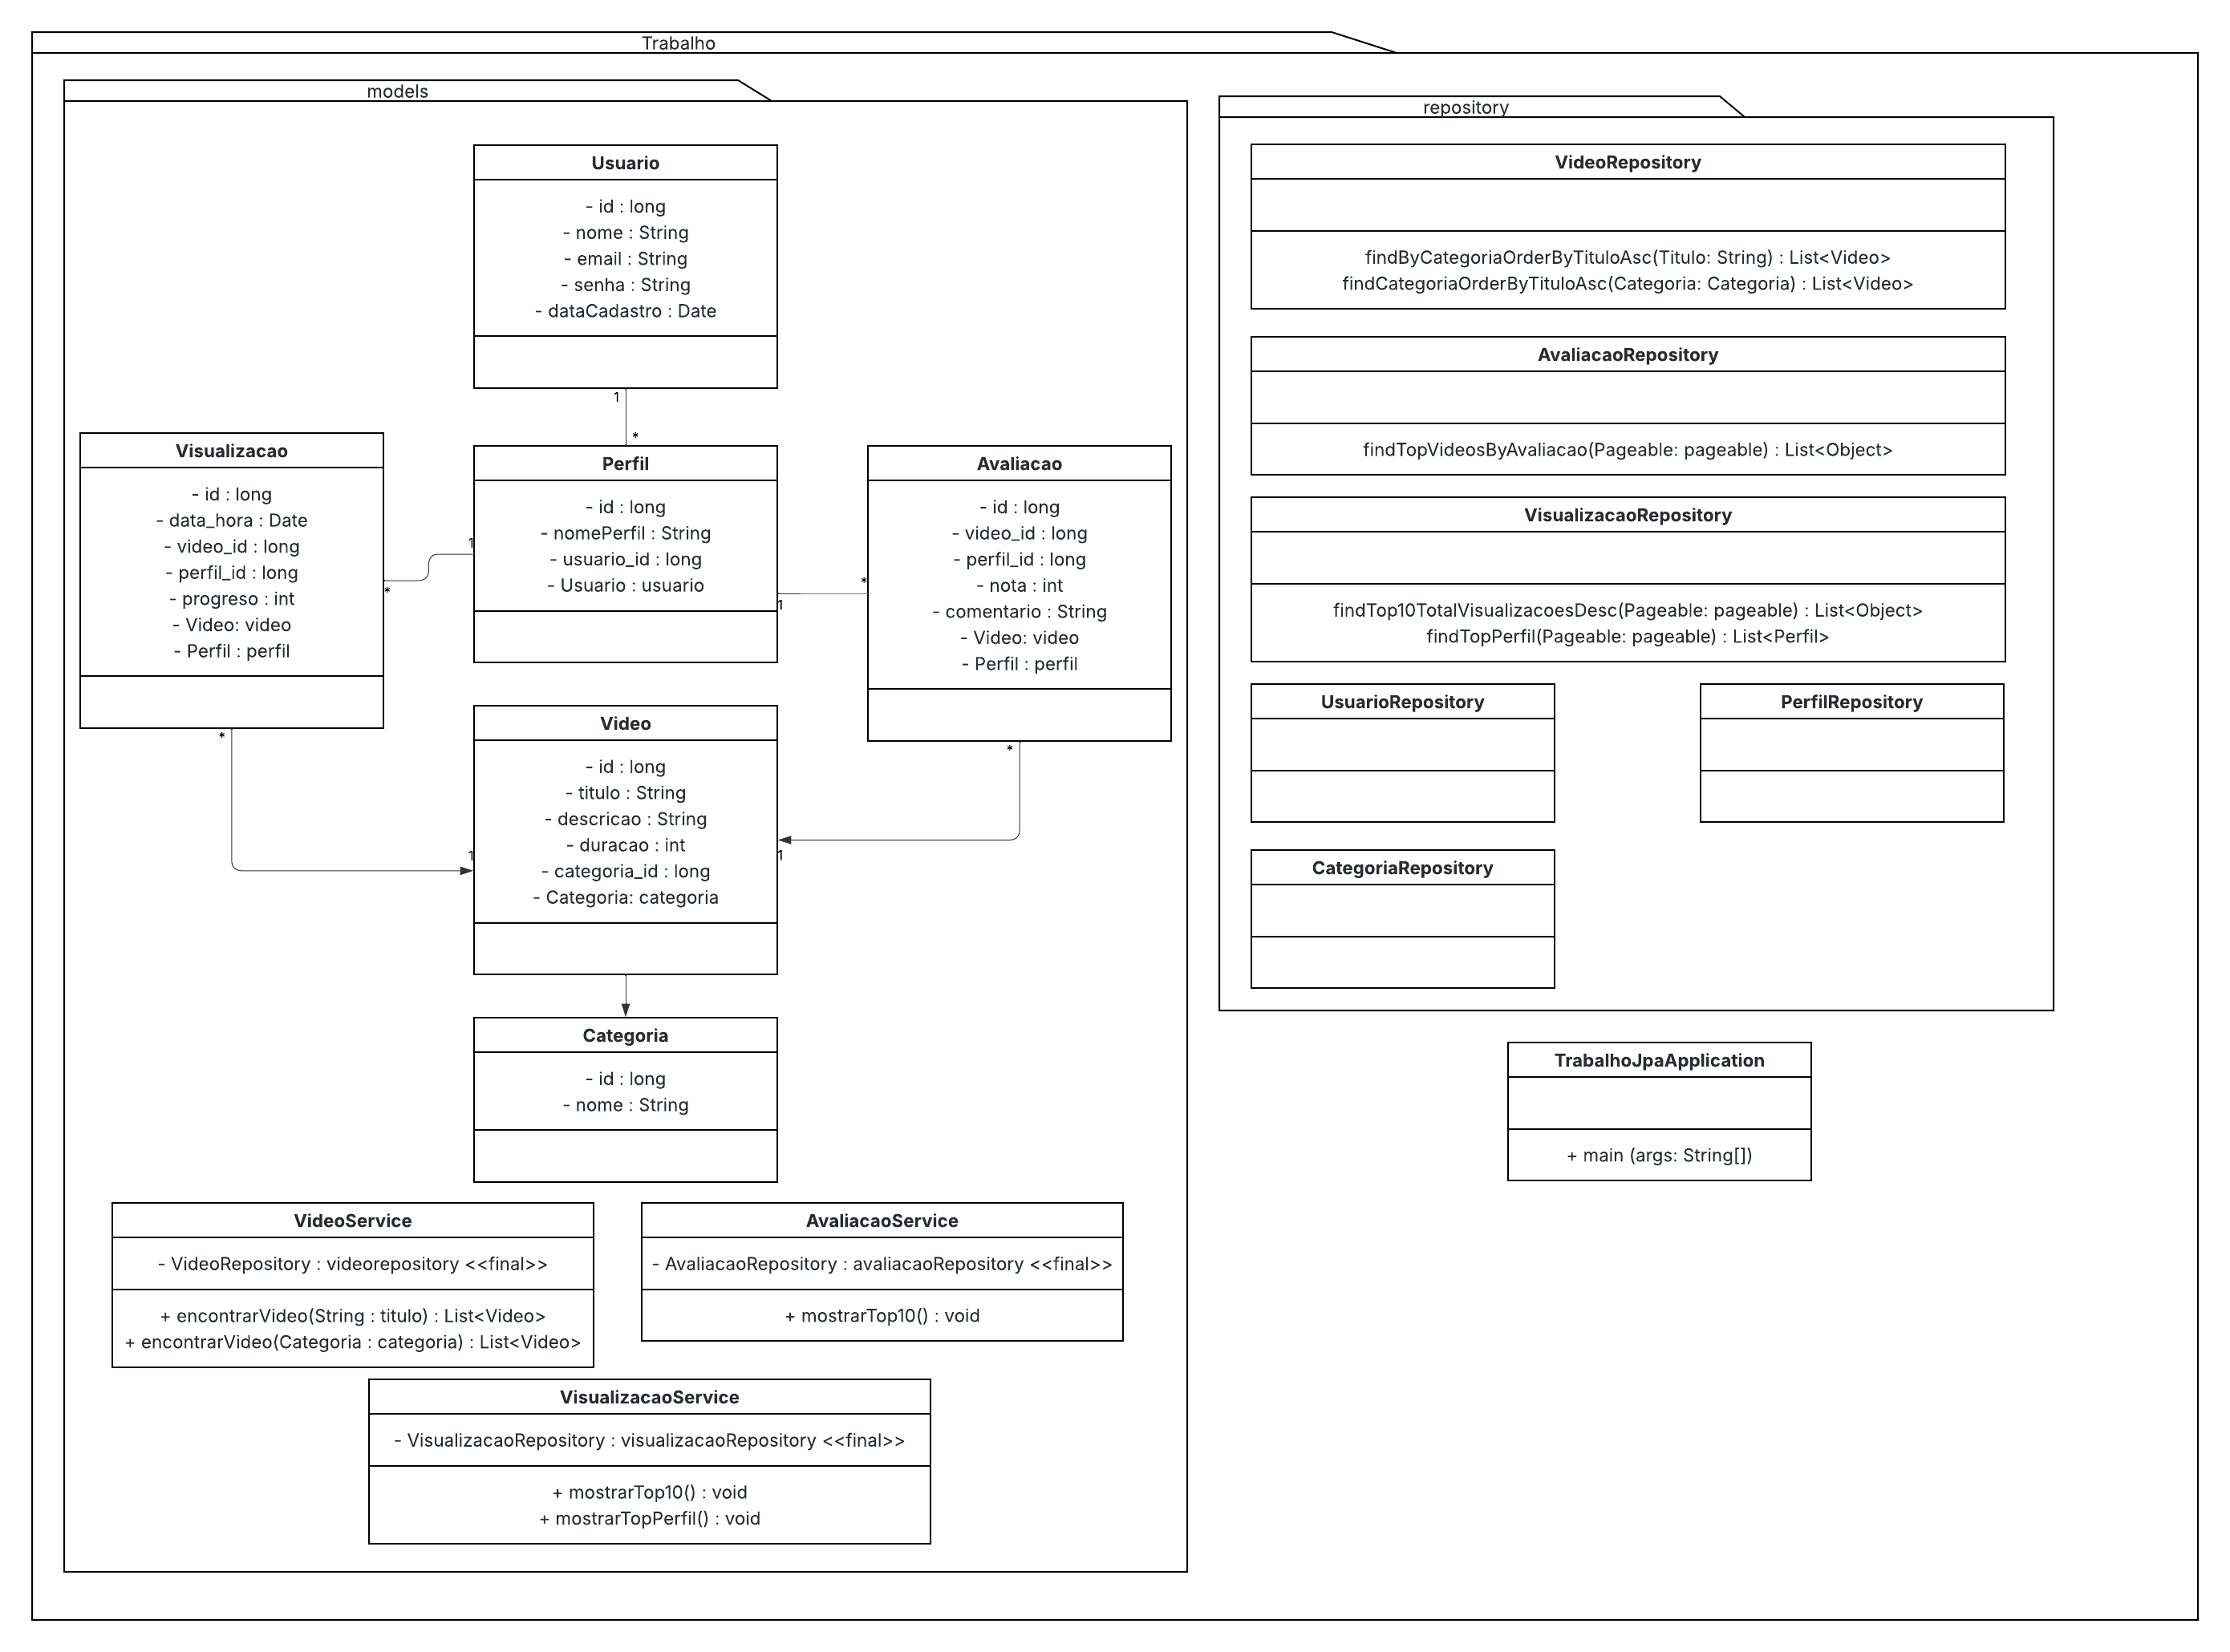 Trabalho
models
Usuario
- id : long
- nome : String
- email : String
- senha : String
- dataCadastro : Date
1
*
Visualizacao
- id : long
- data_hora : Date
- video_id : long
- perfil_id : long
- progreso : int
- Video: video
- Perfil : perfil
1
*
Perfil
- id : long
- nomePerfil : String
- usuario_id : long
- Usuario : usuario
*
1
Avaliacao
- id : long
- video_id : long
- perfil_id : long
- nota : int
- comentario : String
- Video: video
- Perfil : perfil
*
1
Video
- id : long
- titulo : String
- descricao : String
- duracao : int
- categoria_id : long
- Categoria: categoria
*
1
Categoria
- id : long
- nome : String
VideoService
- VideoRepository : videorepository <<final>>
+ encontrarVideo(String : titulo) : List<Video>
+ encontrarVideo(Categoria : categoria) : List<Video>
AvaliacaoService
- AvaliacaoRepository : avaliacaoRepository <<final>>
+ mostrarTop10() : void
VisualizacaoService
- VisualizacaoRepository : visualizacaoRepository <<final>>
+ mostrarTop10() : void
+ mostrarTopPerfil() : void
repository
VideoRepository
findByCategoriaOrderByTituloAsc(Titulo: String) : List<Video>
findCategoriaOrderByTituloAsc(Categoria: Categoria) : List<Video>
AvaliacaoRepository
findTopVideosByAvaliacao(Pageable: pageable) : List<Object>
VisualizacaoRepository
findTop10TotalVisualizacoesDesc(Pageable: pageable) : List<Object>
findTopPerfil(Pageable: pageable) : List<Perfil>
UsuarioRepository
PerfilRepository
CategoriaRepository
TrabalhoJpaApplication
+ main (args: String[])